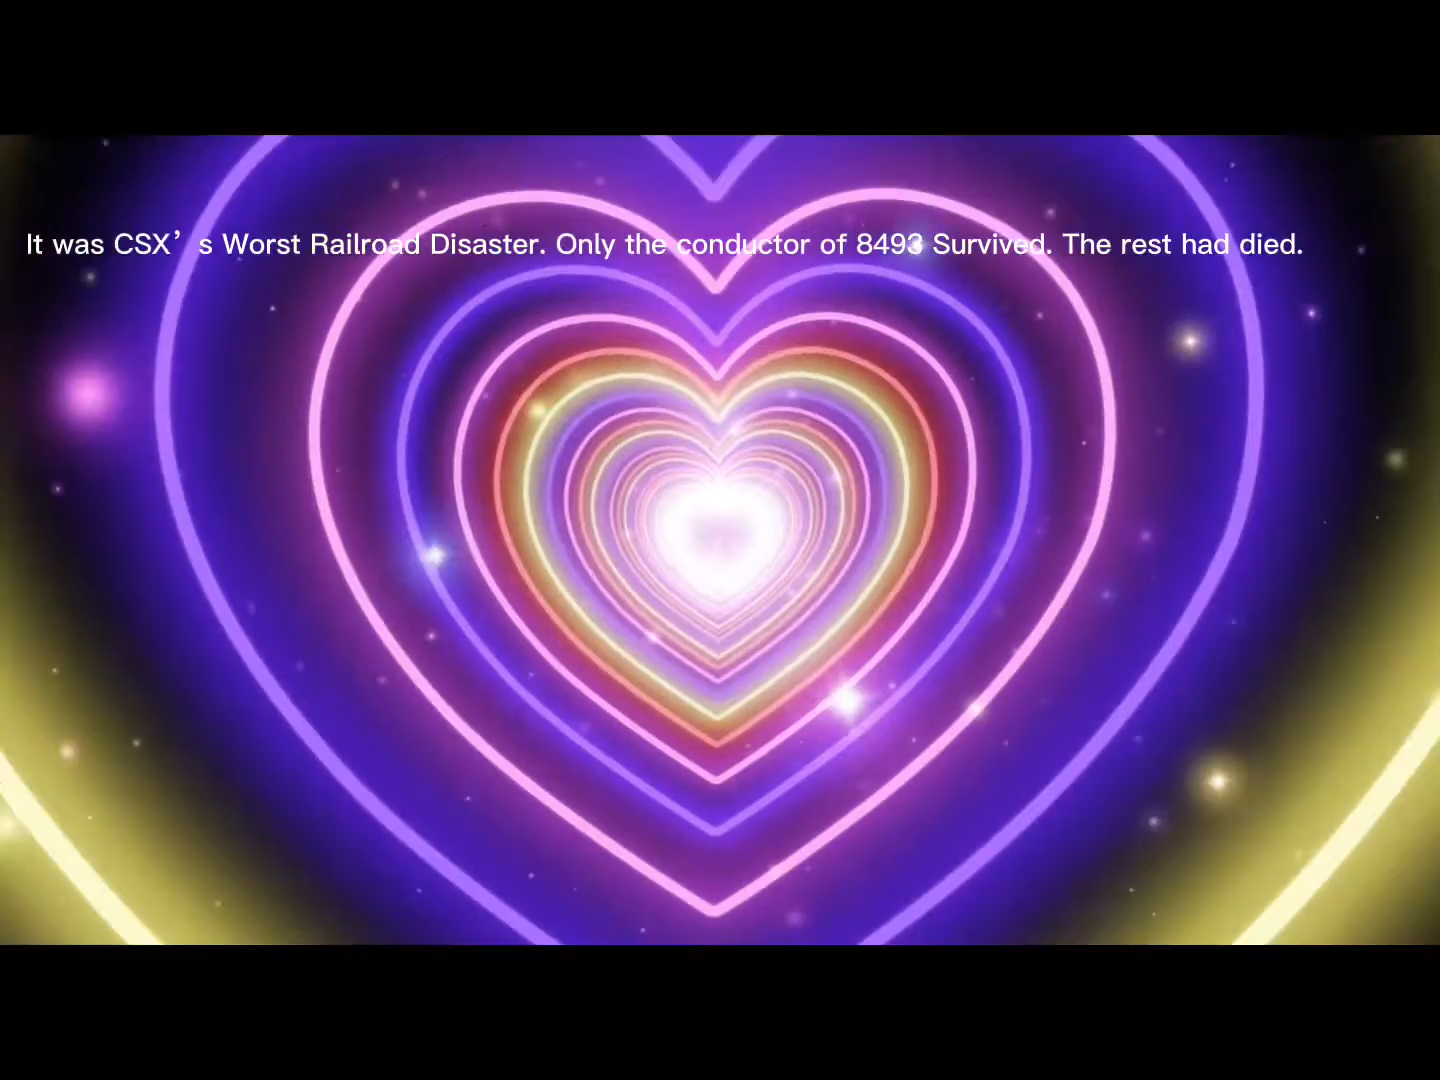 It was CSX’s Worst Railroad Disaster. Only the conductor of 8493 Survived. The rest had died.